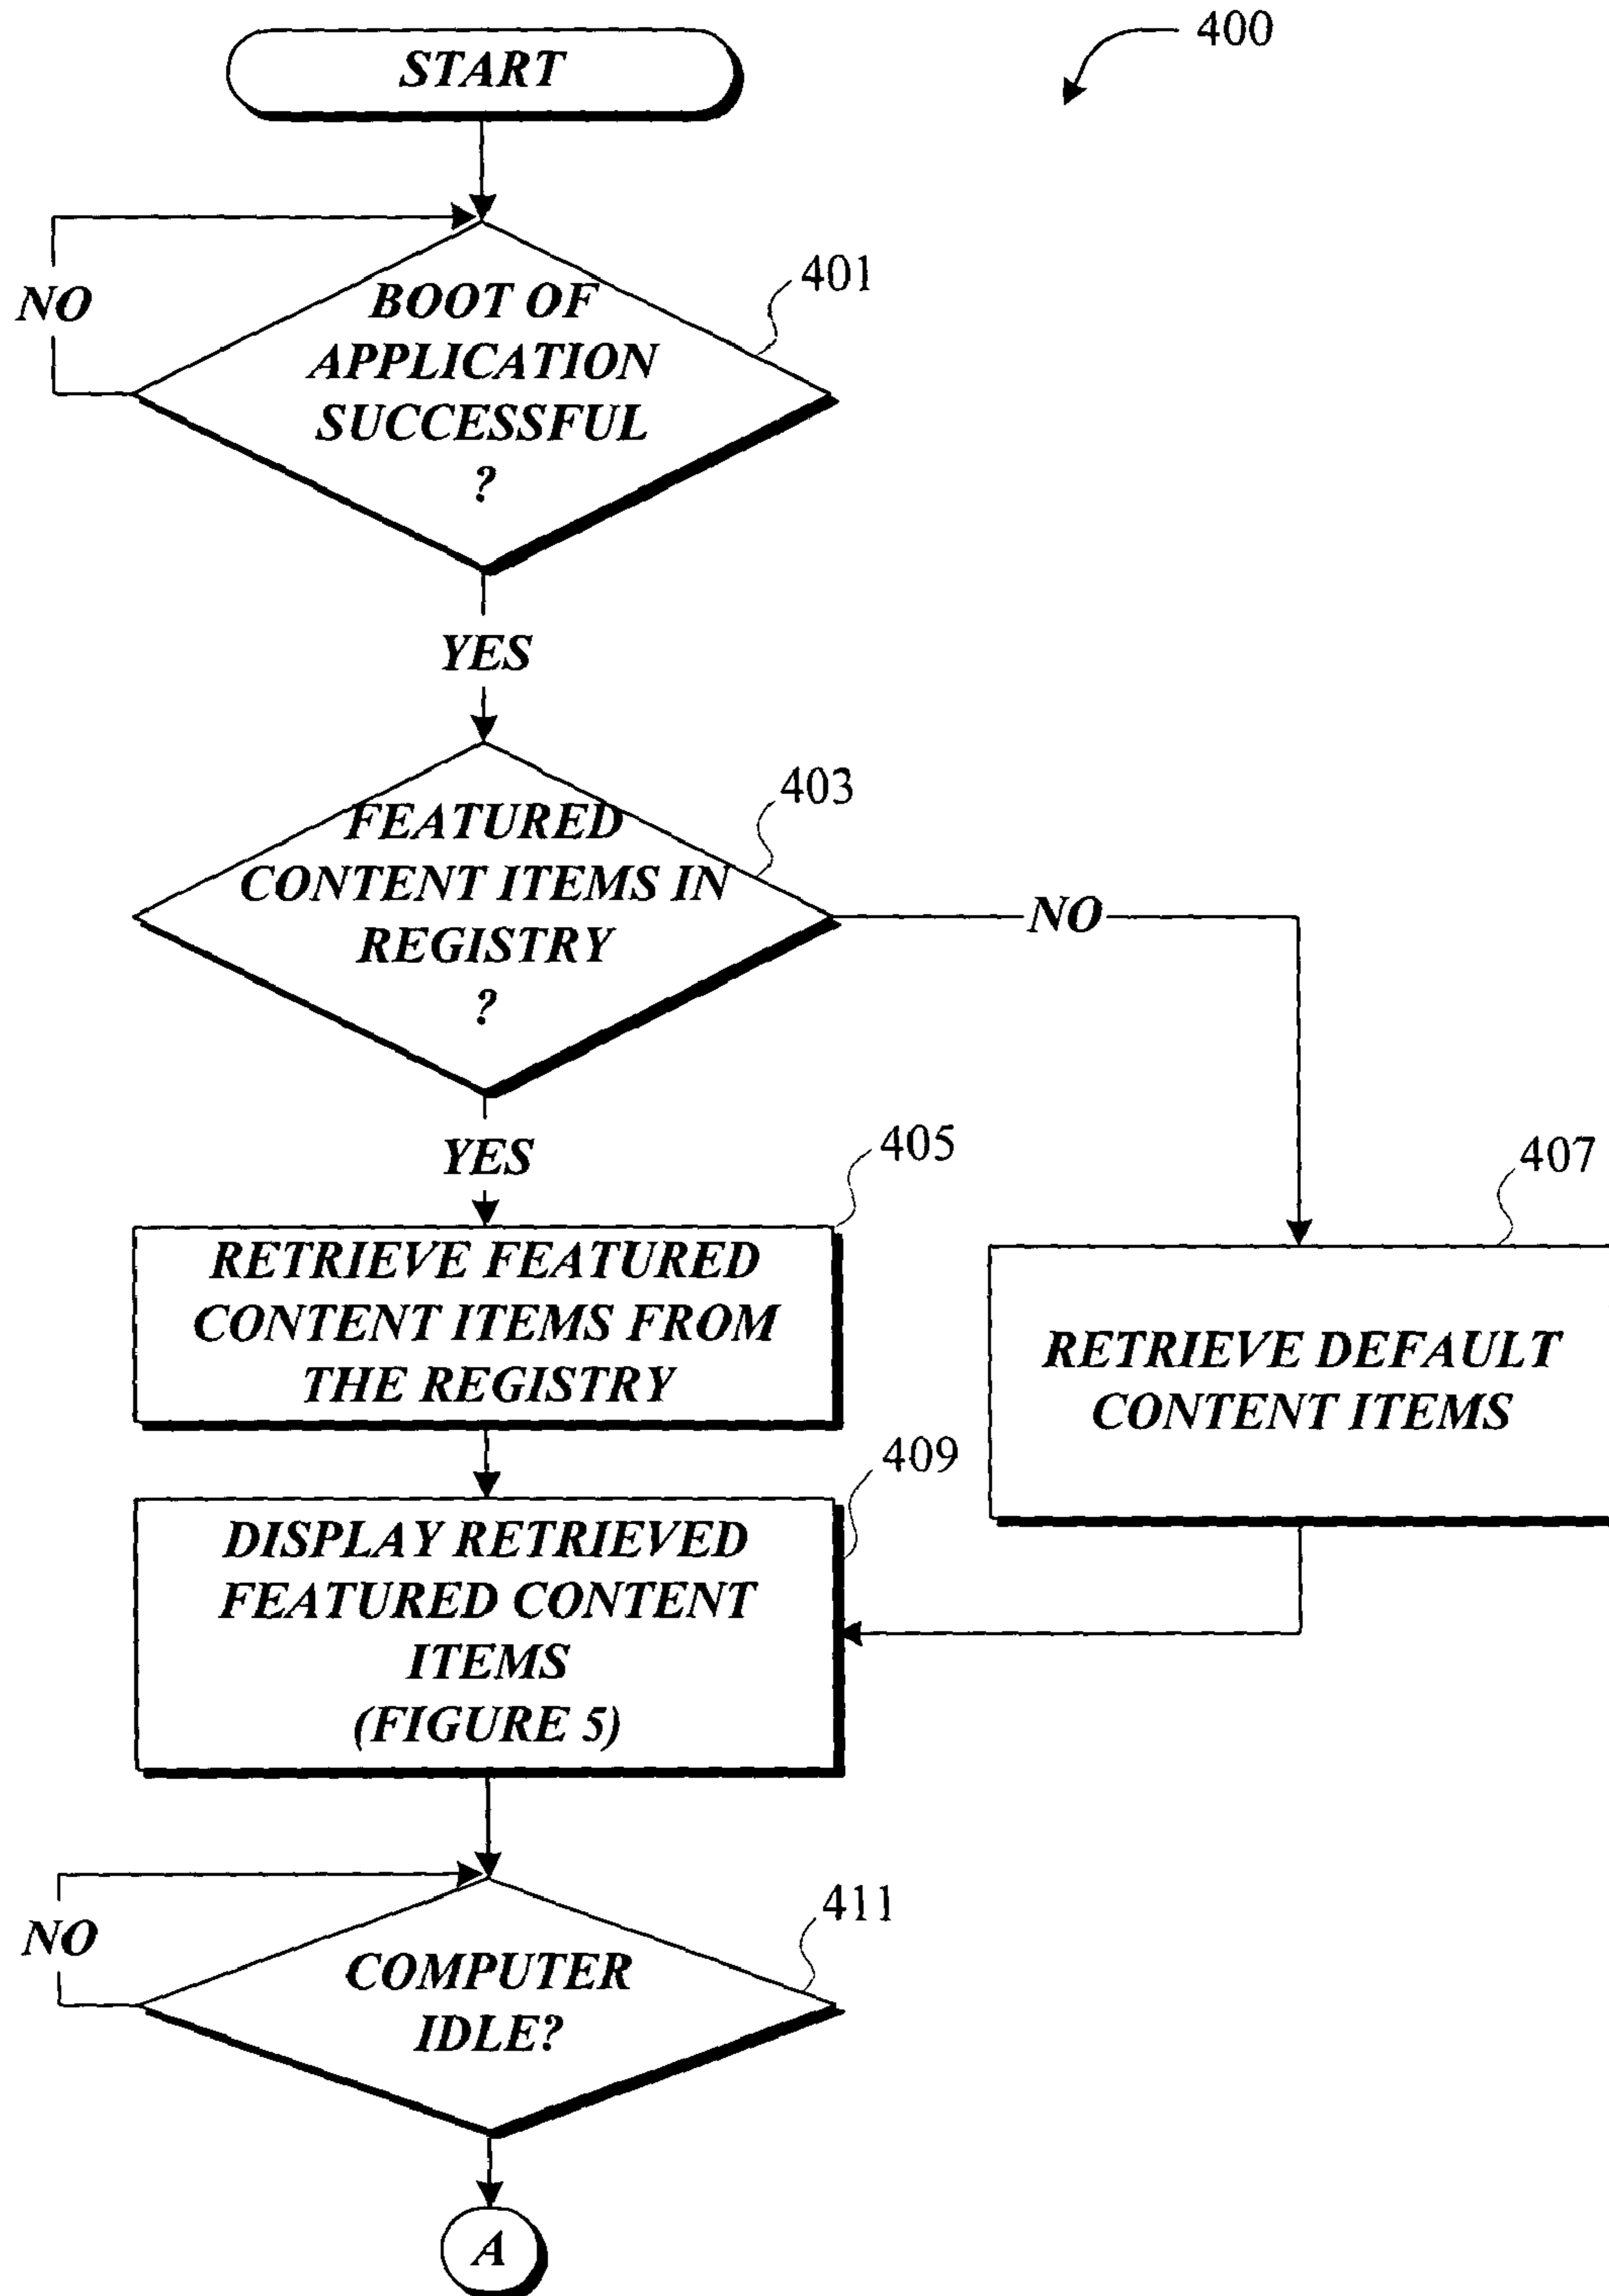 START
400
NO
BOOT OF
APPLICATION
SUCCESSFUL
?
401
YES
FEATURED
CONTENT ITEMS IN
REGISTRY
?
403
NO
YES
405
RETRIEVE FEATURED
CONTENT ITEMS FROM
THE REGISTRY
407
RETRIEVE DEFAULT
CONTENT ITEMS
409
DISPLAY RETRIEVED
FEATURED CONTENT
ITEMS
(FIGURE 5)
NO
COMPUTER
IDLE?
411
A